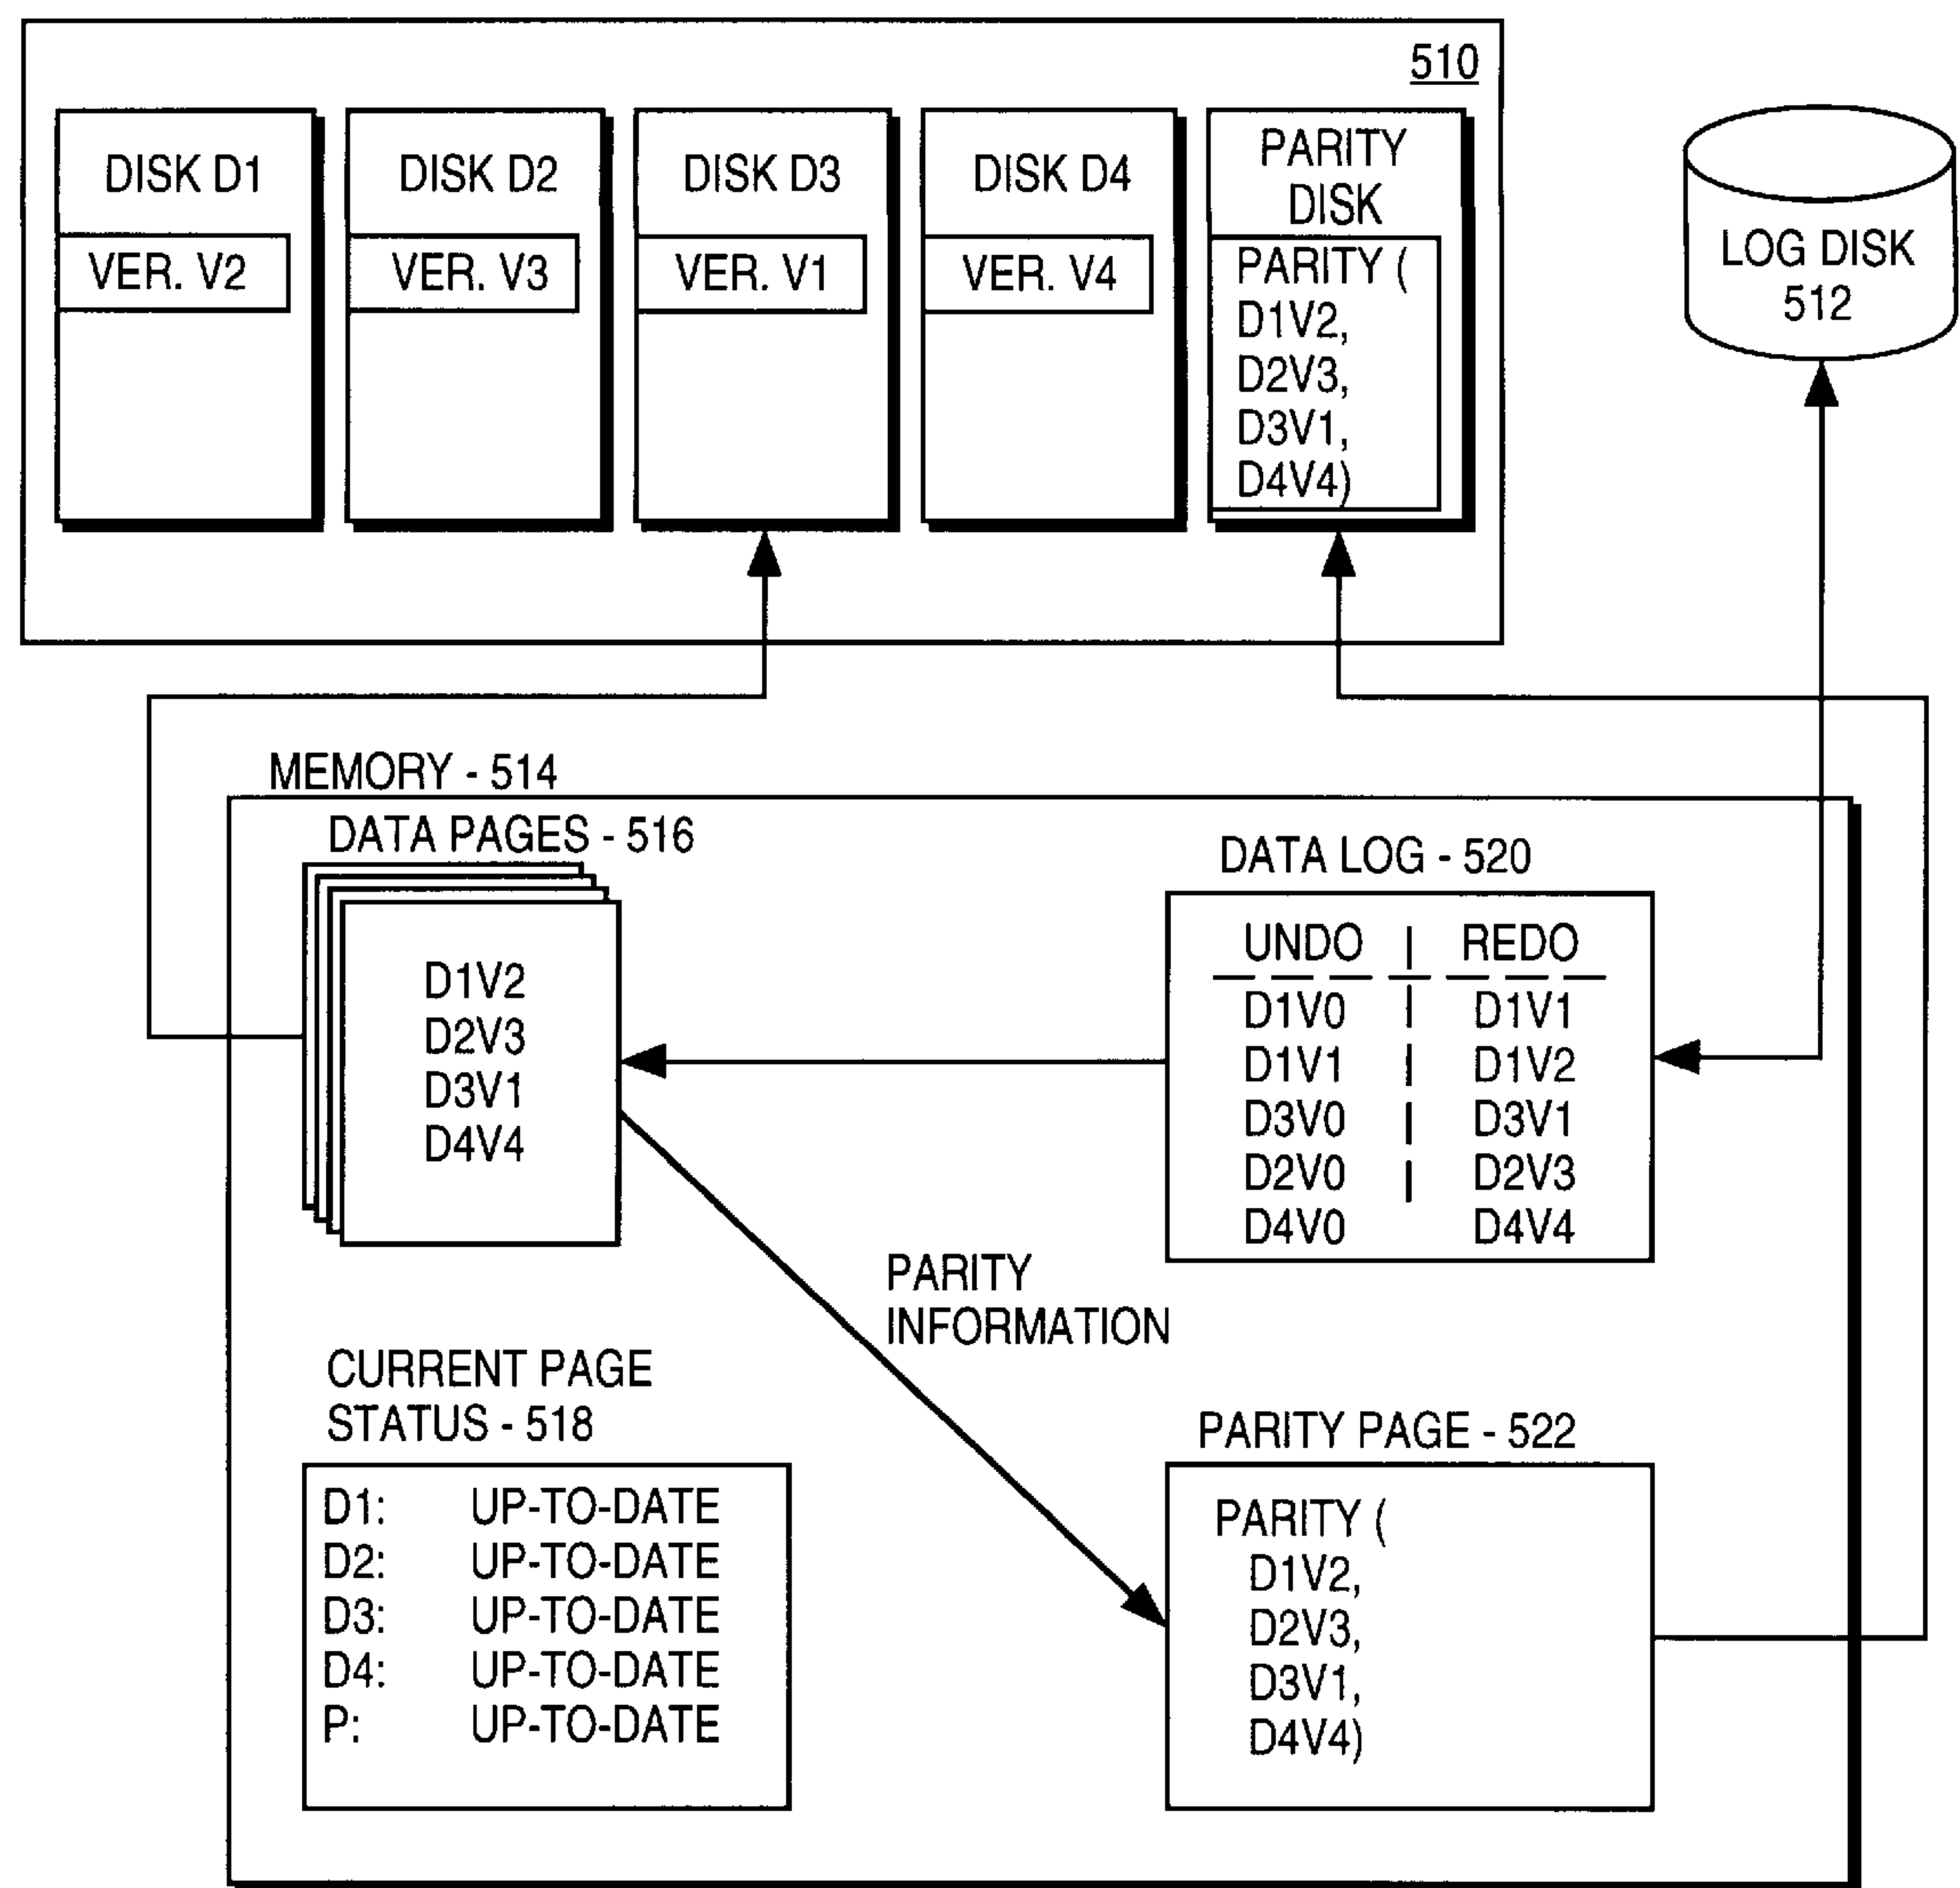 510
DISK D1
VER. V2
DISK D2
VER. V3
DISK D3
VER. V1
DISK D4
VER. V4
PARITY
DISK
PARITY (
D1V2,
D2V3,
D3V1,
D4V4)
LOG DISK
512
MEMORY - 514
DATA PAGES - 516
D1V2
D2V3
D3V1
D4V4
DATA LOG - 520
UNDO | REDO
D1V0 | D1V1
D1V1 | D1V2
D3V0 | D3V1
D2V0 | D2V3
D4V0 D4V4
PARITY
INFORMATION
CURRENT PAGE
STATUS - 518
D1: UP-TO-DATE
D2: UP-TO-DATE
D3: UP-TO-DATE
D4: UP-TO-DATE
P: UP-TO-DATE
PARITY PAGE - 522
PARITY (
D1V2,
D2V3,
D3V1,
D4V4)